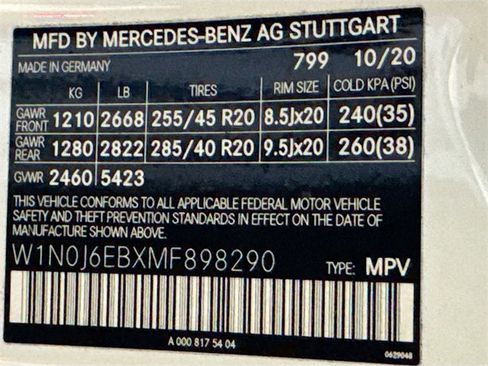 MFD BY MERCEDES-BENZ AG STUTTGART
MADE IN GERMANY 799 10/20
KG LB TIRES RIM SIZE COLD KPA(PSI)
GAWR FRONT 1210 2668 255/45 R20 8.5Jx20 240(35)
GAWR REAR 1280 2822 285/40 R20 9.5Jx20 260(38)
GVWR 2460 5423
THIS VEHICLE CONFORMS TO ALL APPLICABLE FEDERAL MOTOR VEHICLE
SAFETY AND THEFT PREVENTION STANDARDS IN EFFECT ON THE DATE OF
MANUFACTURE SHOWN ABOVE.
W1N0J6EBXMF898290 TYPE: MPV
A 000 817 54 04
0629048